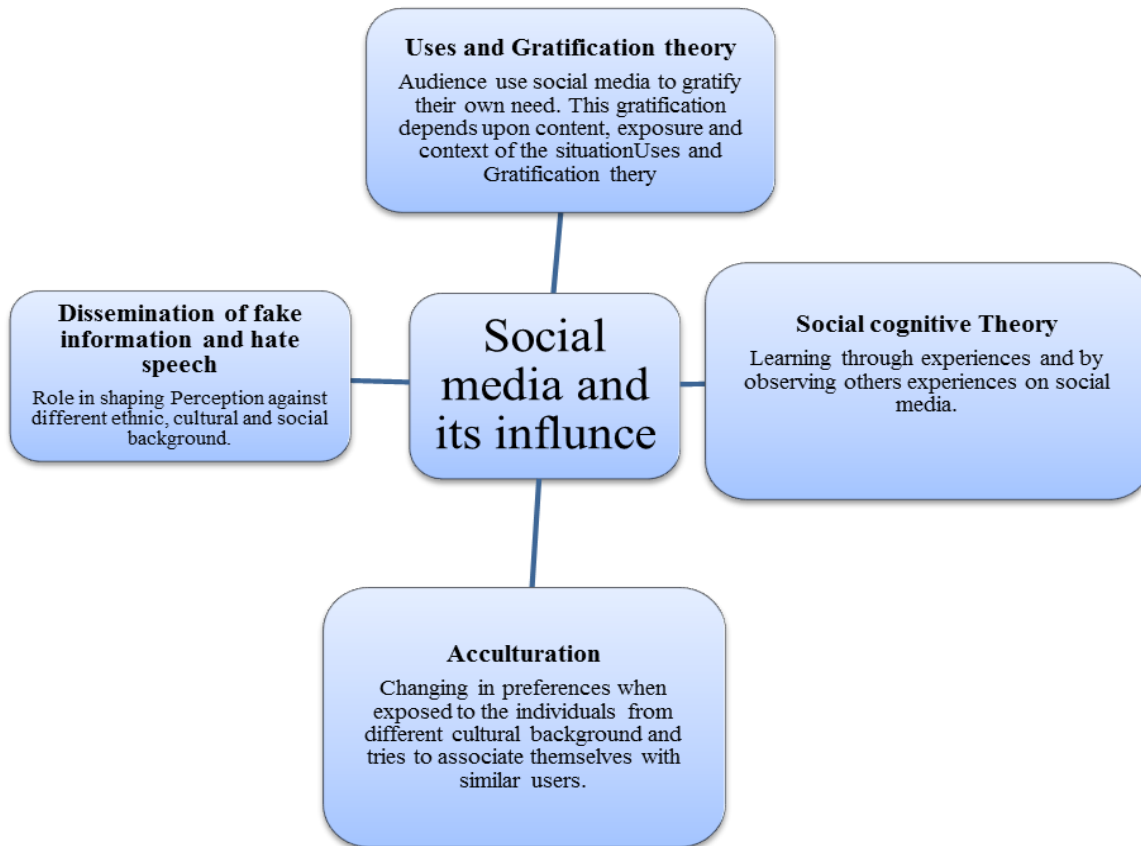 Uses and Gratification theory
Audience use social media to gratify
their own need. This gratification
depends upon content, exposure and
context of the situationUses and
Gratification thery
Dissemination of fake
information and hate
speech
Role in shaping Perception against
different ethnic, cultural and social
background.
Social
media and
its influnce
Social cognitive Theory
Learning through experiences and by
observing others experiences on social
media.
Acculturation
Changing in preferences when
exposed to the individuals from
different cultural background and
tries to associate themselves with
similar users.